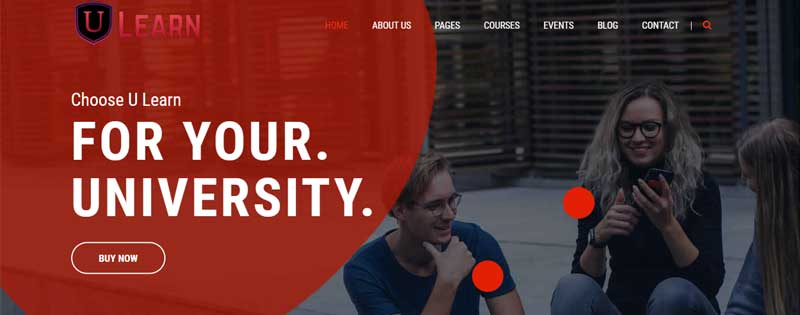 U LEARN
HOME ABOUT US PAGES COURSES EVENTS BLOG CONTACT |
Choose U Learn
FOR YOUR.
UNIVERSITY.
BUY NOW